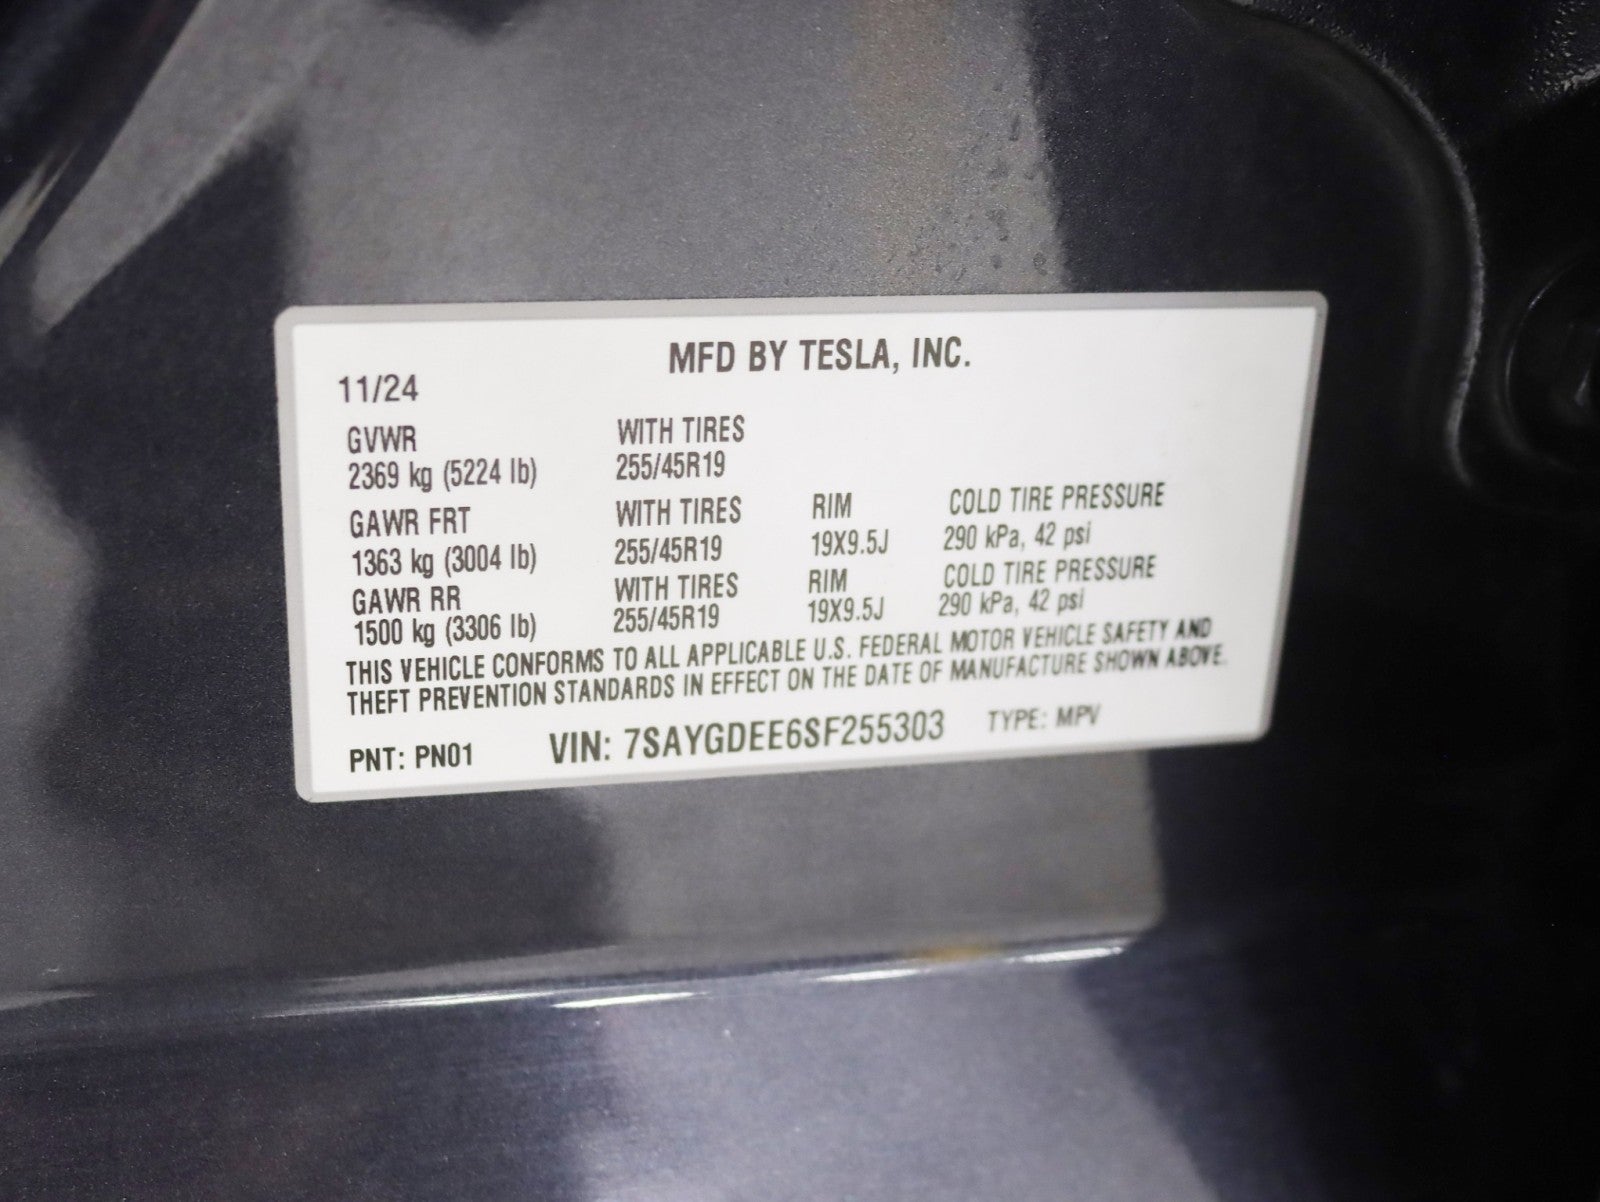 MFD BY TESLA, INC.
11/24
GVWR WITH TIRES
2369 kg (5224 lb) 255/45R19
GAWR FRT WITH TIRES RIM COLD TIRE PRESSURE
1363 kg (3004 lb) 255/45R19 19X9.5J 290 kPa, 42 psi
GAWR RR WITH TIRES RIM COLD TIRE PRESSURE
1500 kg (3306 lb) 255/45R19 19X9.5J 290 kPa, 42 psi
THIS VEHICLE CONFORMS TO ALL APPLICABLE U.S. FEDERAL MOTOR VEHICLE SAFETY AND
THEFT PREVENTION STANDARDS IN EFFECT ON THE DATE OF MANUFACTURE SHOWN ABOVE.
PNT: PN01 VIN: 7SAYGDEE6SF255303 TYPE: MPV